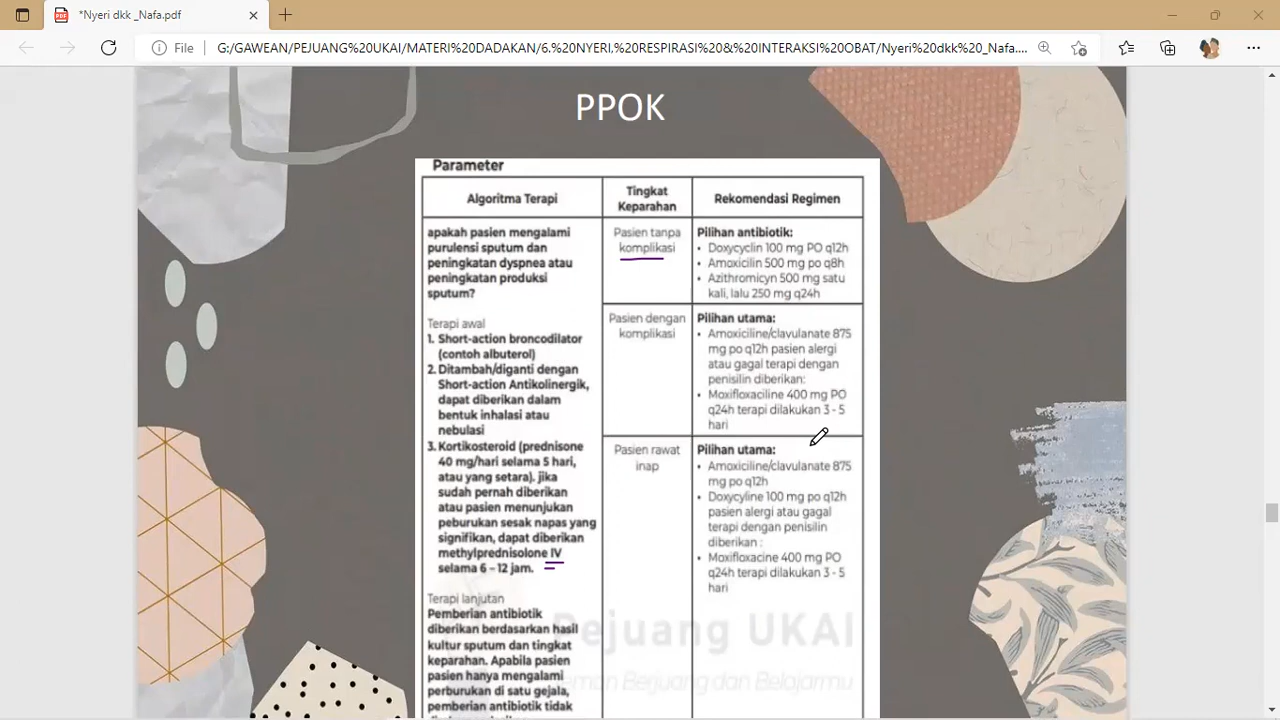 *Nyeri dkk _Nafa.pdf
File
G:/GAWEAN/PEJUANG%20UKAI/MATERI%20DADAKAN/6.%20NYERI,%20RESPIRASI%20&%20INTERAKSI%20OBAT/Nyeri%20dkk%20_Nafa....
PPOK
Parameter
Algoritma Terapi
Tingkat
Keparahan
Rekomendasi Regimen
apakah pasien mengalami
purulensi sputum dan
peningkatan dyspnea atau
peningkatan produksi
sputum?
Terapi awal
1. Short-action broncodilator
(contoh albuterol)
2. Ditambah/diganti dengan
Short-action Antikolinergik,
dapat diberikan dalam
bentuk inhalasi atau
nebulasi
3. Kortikosteroid (prednisone
40 mg/hari selama 5 hari,
atau yang setara). jika
sudah pernah diberikan
atau pasien menunjukan
peburukan sesak napas yang
signifikan, dapat diberikan
methylprednisolone IV
selama 6 – 12 jam.
Terapi lanjutan
Pemberian antibiotik
diberikan berdasarkan hasil
kultur sputum dan tingkat
keparahan. Apabila pasien
pasien hanya mengalami
perburukan di satu gejala,
pemberian antibiotik tidak
Pasien tanpa
komplikasi
Pilihan antibiotik:
• Doxycyclin 100 mg PO q12h
• Amoxicilin 500 mg po q8h
• Azithromicyn 500 mg satu
kali, lalu 250 mg q24h
Pasien dengan
komplikasi
Pilihan utama:
• Amoxiciline/clavulanate 875
mg po q12h pasien alergi
atau gagal terapi dengan
penisilin diberikan:
• Moxifloxaciline 400 mg PO
q24h terapi dilakukan 3 - 5
hari
Pasien rawat
inap
Pilihan utama:
• Amoxiciline/clavulanate 875
mg po q12h
• Doxycyline 100 mg po q12h
pasien alergi atau gagal
terapi dengan penisilin
diberikan :
• Moxifloxacine 400 mg PO
q24h terapi dilakukan 3 - 5
hari
Pejuang UKAI
Teman Berjuang dan Belajarmu